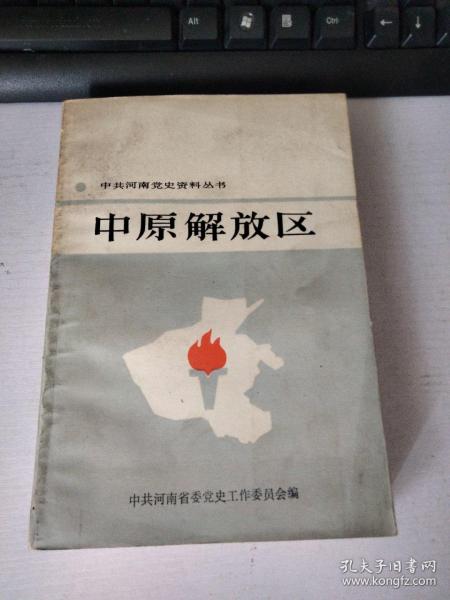 Alt
Ctrl
中共河南党史资料丛书
中原解放区
中共河南省委党史工作委员会编
孔夫子旧书网
www.kongfz.com